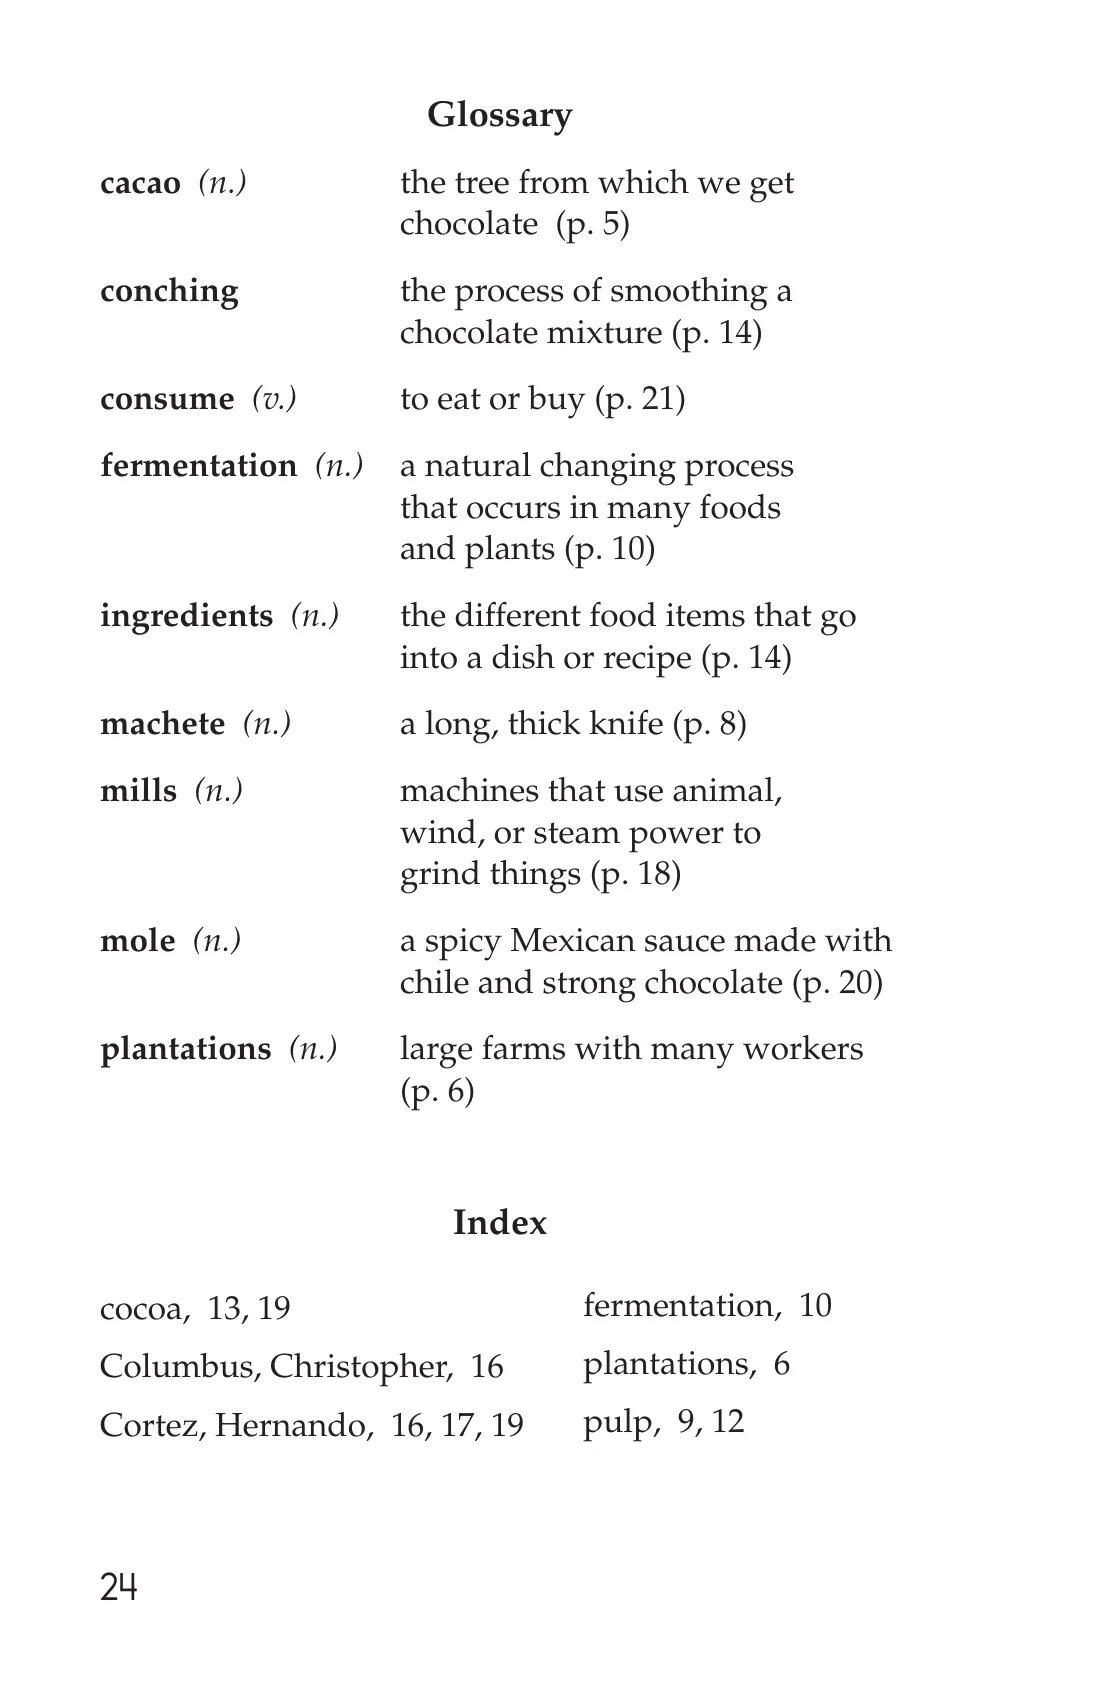 Glossary
cacao (n.) the tree from which we get
chocolate (p. 5)
conching the process of smoothing a
chocolate mixture (p. 14)
consume (v.) to eat or buy (p. 21)
fermentation (n.) a natural changing process
that occurs in many foods
and plants (p. 10)
ingredients (n.) the different food items that go
into a dish or recipe (p. 14)
machete (n.) a long, thick knife (p. 8)
mills (n.) machines that use animal,
wind, or steam power to
grind things (p. 18)
mole (n.) a spicy Mexican sauce made with
chile and strong chocolate (p. 20)
plantations (n.) large farms with many workers
(p. 6)
Index
cocoa, 13, 19
Columbus, Christopher, 16
Cortez, Hernando, 16, 17, 19
fermentation, 10
plantations, 6
pulp, 9, 12
24